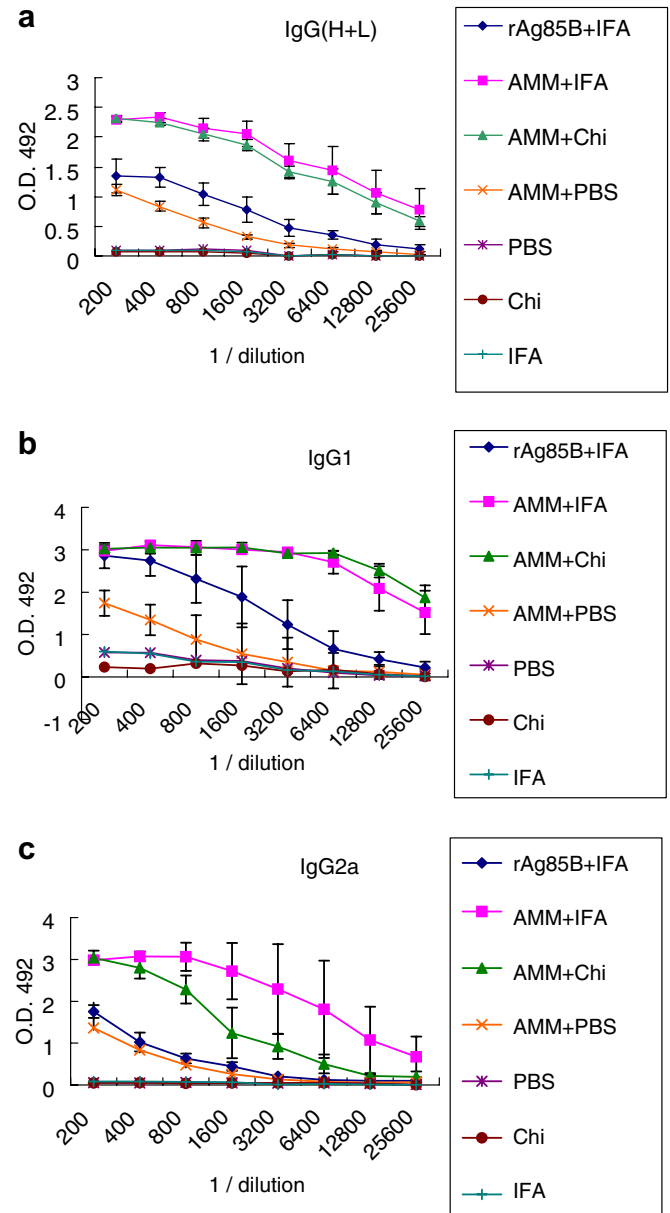 a
IgG(H+L)
3
2.5
2
1.5
1
0.5
0
O.D. 492
200
400
800
1600
3200
6400
12800
25600
1 / dilution
rAg85B+IFA
AMM+IFA
AMM+Chi
AMM+PBS
PBS
Chi
IFA
b
IgG1
4
3
2
1
0
-1
O.D. 492
200
400
800
1600
3200
6400
12800
25600
1 / dilution
rAg85B+IFA
AMM+IFA
AMM+Chi
AMM+PBS
PBS
Chi
IFA
c
IgG2a
4
3
2
1
0
O.D. 492
200
400
800
1600
3200
6400
12800
25600
1 / dilution
rAg85B+IFA
AMM+IFA
AMM+Chi
AMM+PBS
PBS
Chi
IFA